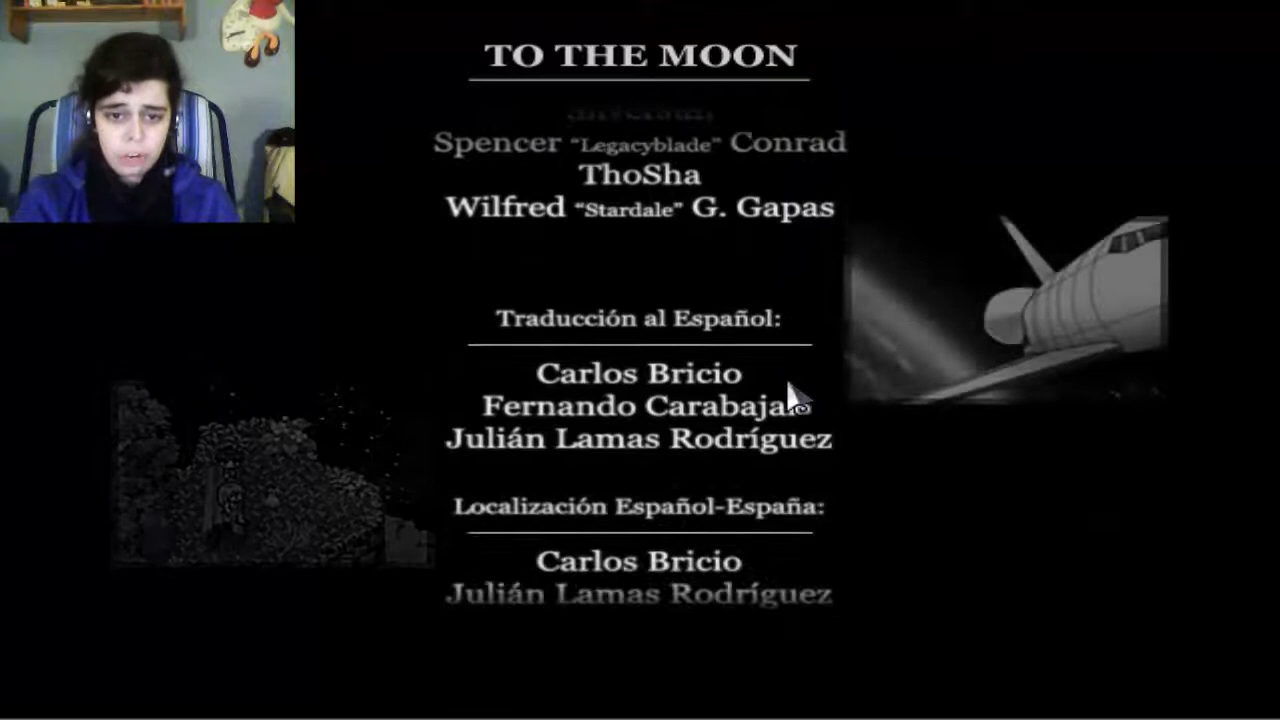 TO THE MOON
Spencer “Legacyblade” Conrad
ThoSha
Wilfred “Stardale” G. Gapas
Traducción al Español:
Carlos Bricio
Fernando Carabajal
Julián Lamas Rodríguez
Localización Español-España:
Carlos Bricio
Julián Lamas Rodríguez